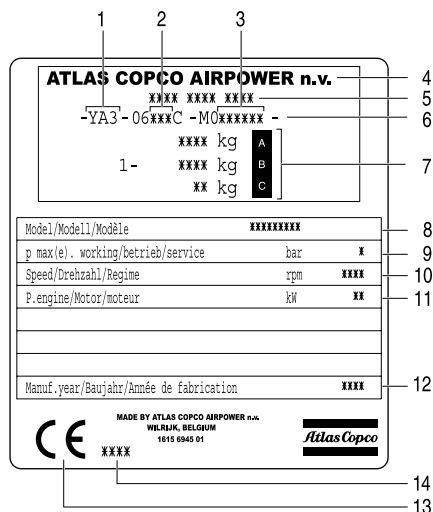 1 2 3
ATLAS COPCO AIRPOWER n.v. 4
**** **** **** 5
-YA3-06***C -M0****** - 6
**** kg A
1- **** kg B 7
** kg C
Model/Modell/Modèle ********* 8
p max(e). working/betrieb/service bar * 9
Speed/Drehzahl/Regime rpm **** 10
P.engine/Motor/moteur kW ** 11
Manuf.year/Baujahr/Année de fabrication **** 12
MADE BY ATLAS COPCO AIRPOWER n.v.
WILRIJK, BELGIUM
1615 6945 01
CE **** Atlas Copco
14
13